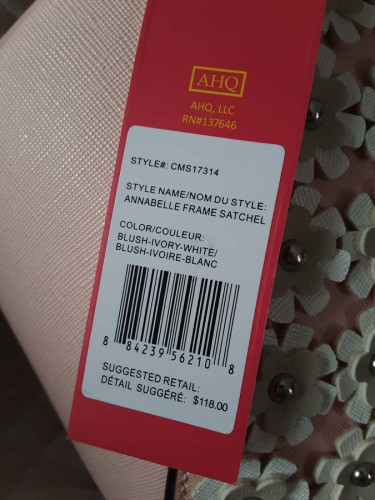 AHQ
AHQ, LLC
RN#137646
STYLE#: CMS17314
STYLE NAME/NOM DU STYLE:
ANNABELLE FRAME SATCHEL
COLOR/COULEUR:
BLUSH-IVORY-WHITE/
BLUSH-IVOIRE-BLANC
8 84239 56210 8
SUGGESTED RETAIL:
DÉTAIL SUGGÉRÉ: $118.00